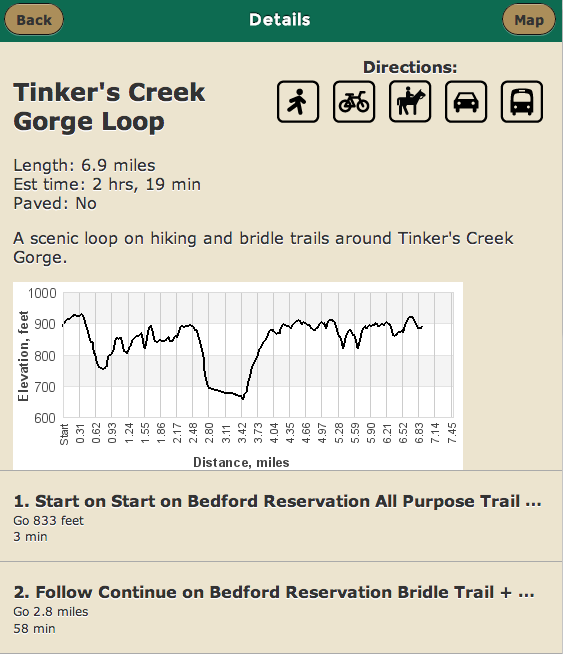 Back
Details
Map
Directions:
Tinker's Creek
Gorge Loop
Length: 6.9 miles
Est time: 2 hrs, 19 min
Paved: No
A scenic loop on hiking and bridle trails around Tinker's Creek
Gorge.
1000
900
800
700
600
Elevation, feet
Start 0.31 0.62 0.93 1.24 1.55 1.86 2.17 2.48 2.80 3.11 3.42 3.73 4.04 4.35 4.66 4.97 5.28 5.59 5.90 6.21 6.52 6.83 7.14 7.45
Distance, miles
1. Start on Start on Bedford Reservation All Purpose Trail ...
Go 833 feet
3 min
2. Follow Continue on Bedford Reservation Bridle Trail + ...
Go 2.8 miles
58 min